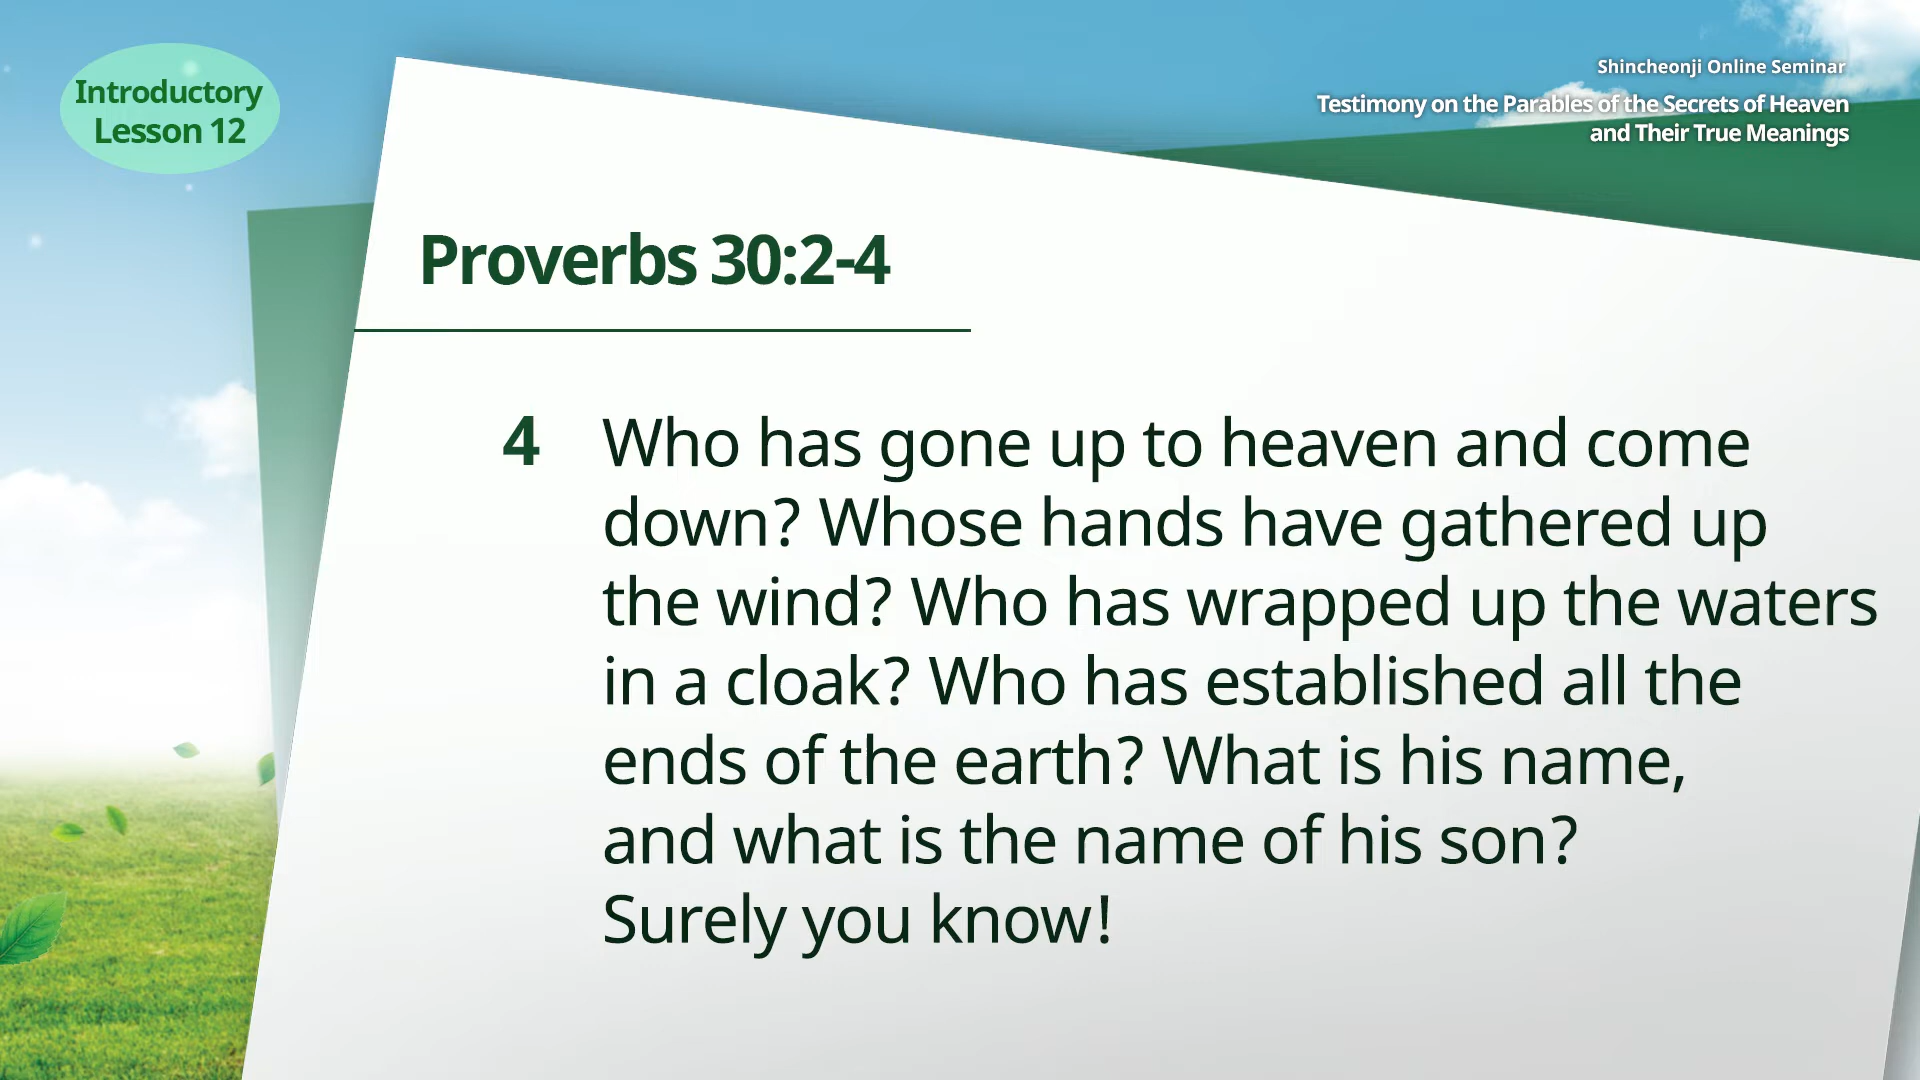 Introductory
Lesson 12
Shincheonji Online Seminar
Testimony on the Parables of the Secrets of Heaven
and Their True Meanings
Proverbs 30:2-4
4 Who has gone up to heaven and come
down? Whose hands have gathered up
the wind? Who has wrapped up the waters
in a cloak? Who has established all the
ends of the earth? What is his name,
and what is the name of his son?
Surely you know!